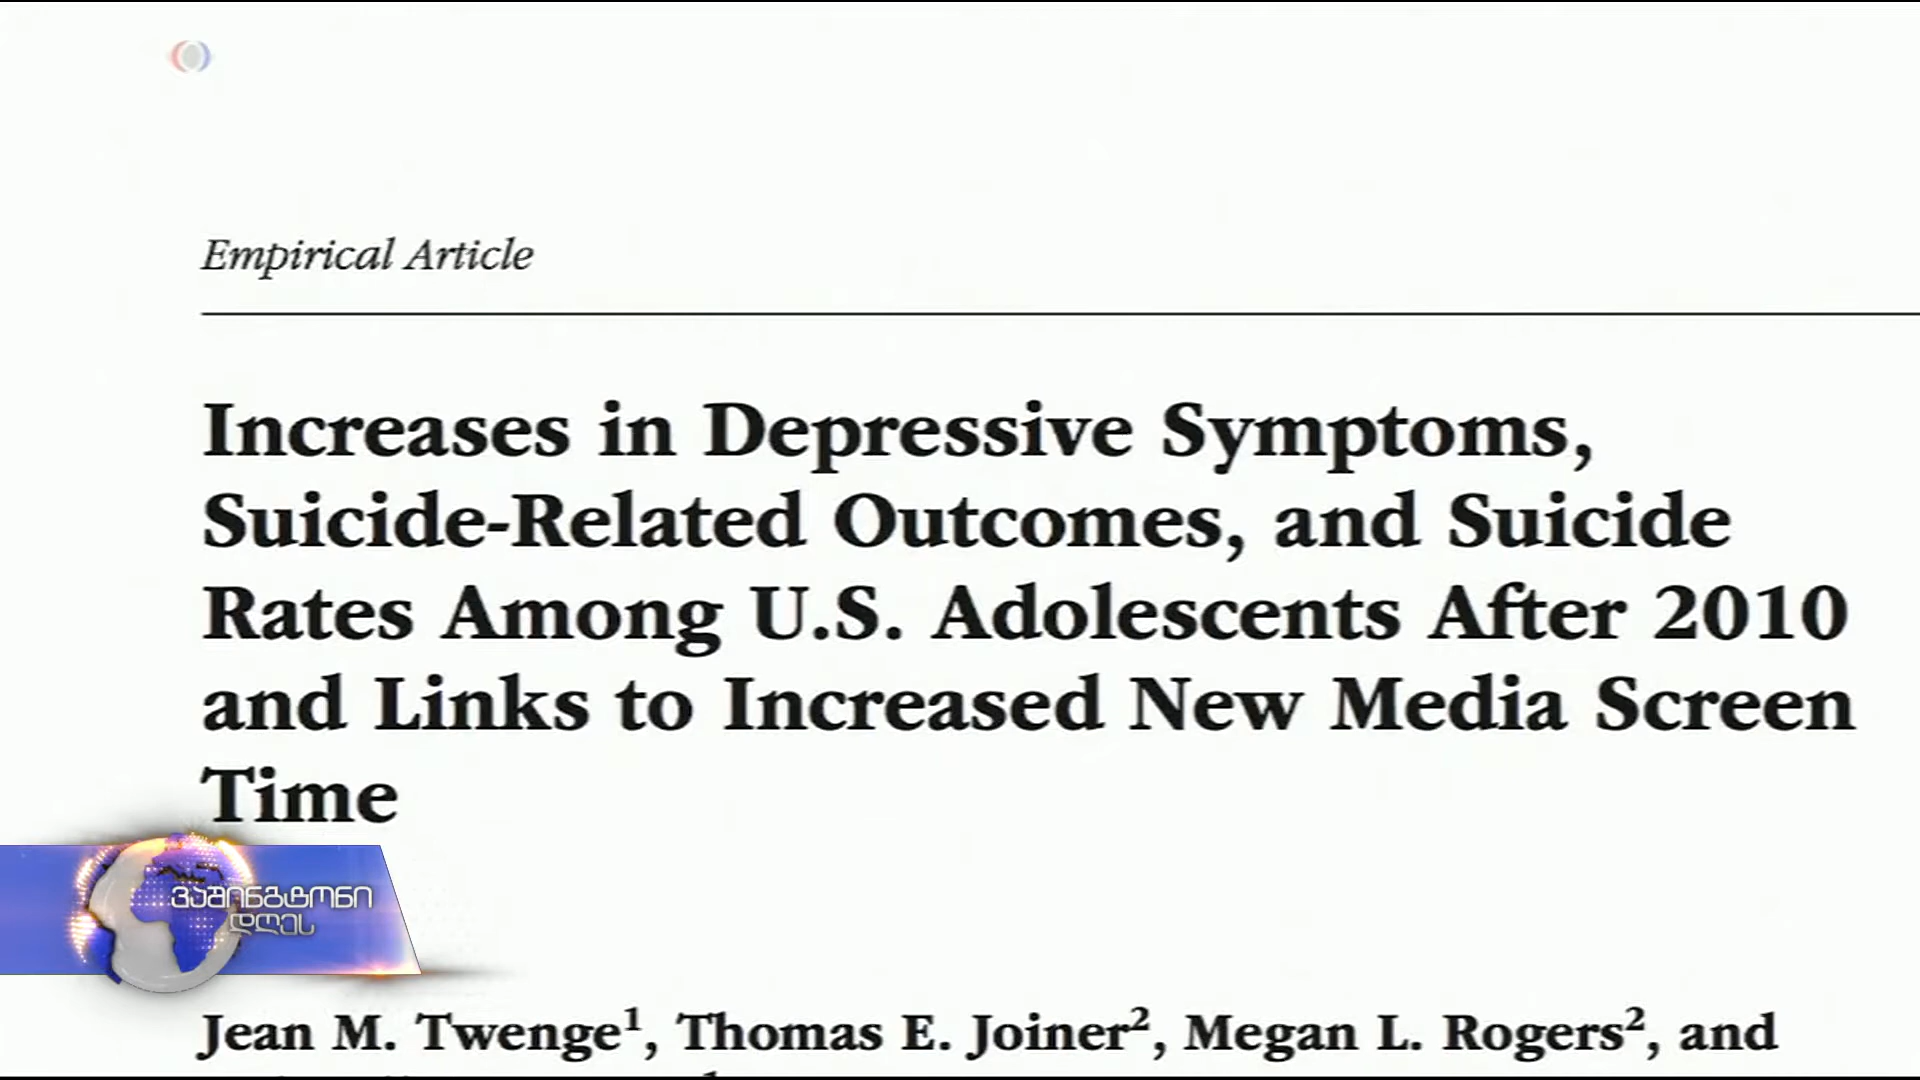 Empirical Article
Increases in Depressive Symptoms,
Suicide-Related Outcomes, and Suicide
Rates Among U.S. Adolescents After 2010
and Links to Increased New Media Screen
Time
ვაშინგტონი
დღეს
Jean M. Twenge¹, Thomas E. Joiner², Megan L. Rogers², and